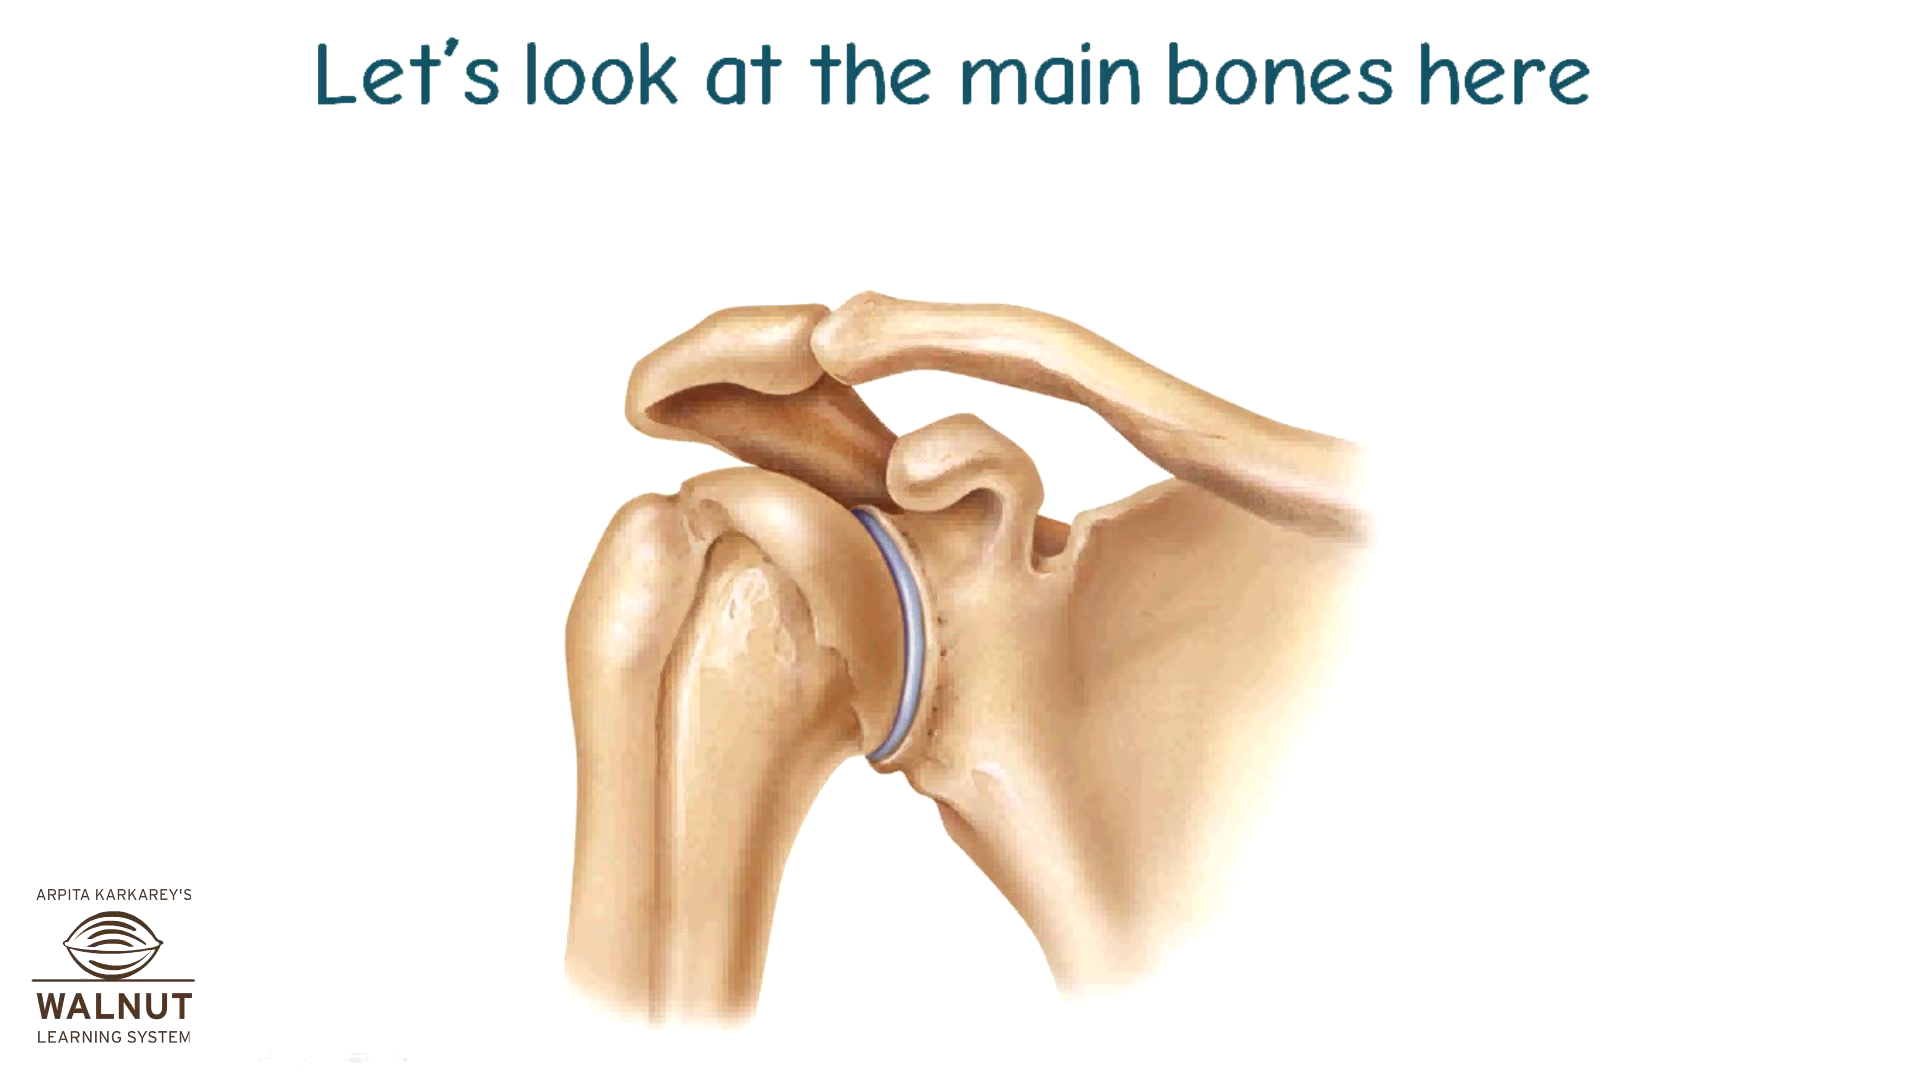 Let's look at the main bones here
ARPITA KARKAREY'S
WALNUT
LEARNING SYSTEM